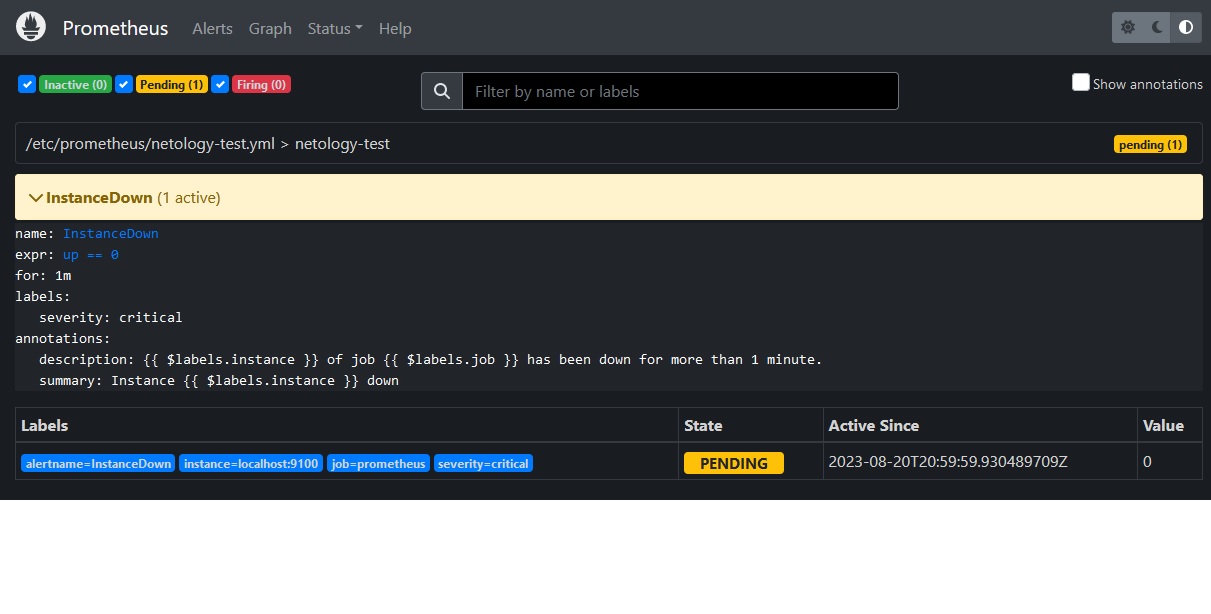 Prometheus Alerts Graph Status Help
Inactive (0) Pending (1) Firing (0) Filter by name or labels Show annotations
/etc/prometheus/netology-test.yml > netology-test pending (1)
InstanceDown (1 active)
name: InstanceDown
expr: up == 0
for: 1m
labels:
severity: critical
annotations:
description: {{ $labels.instance }} of job {{ $labels.job }} has been down for more than 1 minute.
summary: Instance {{ $labels.instance }} down
Labels State Active Since Value
alertname=InstanceDown instance=localhost:9100 job=prometheus severity=critical PENDING 2023-08-20T20:59:59.930489709Z 0